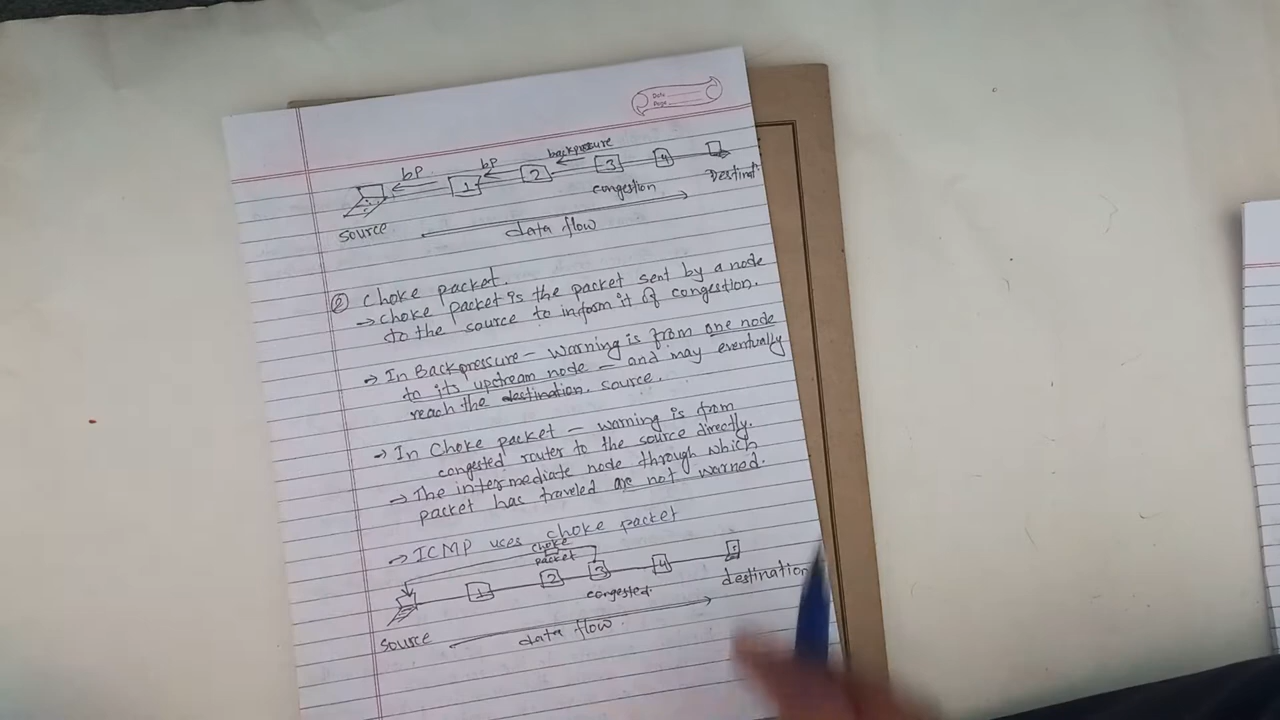 Date
Page
bP bP backpressure
1 2 3 4
congestion Destinat
source
data flow
② Choke packet.
→ choke packet is the packet sent by a node
to the source to inform it of congestion.
→ In Backpressure - warning is from one node
to its upstream node - and may eventually
reach the destination. source.
→ In Choke packet - warning is from
congested router to the source directly.
→ The intermediate node through which
packet has traveled are not warned.
→ ICMP uses choke packet
choke
packet
1 2 3 4
congested. destination
source
data flow